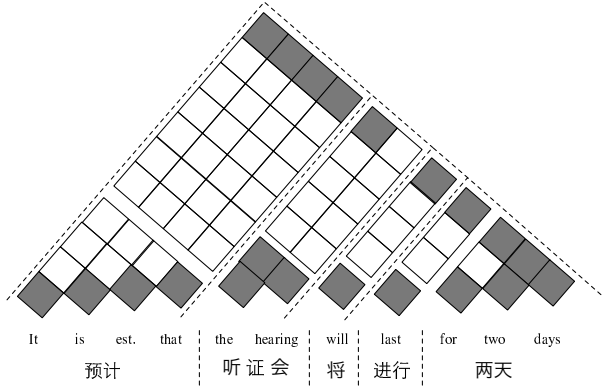 It is est. that the hearing will last for two days
预计 听证会 将 进行 两天